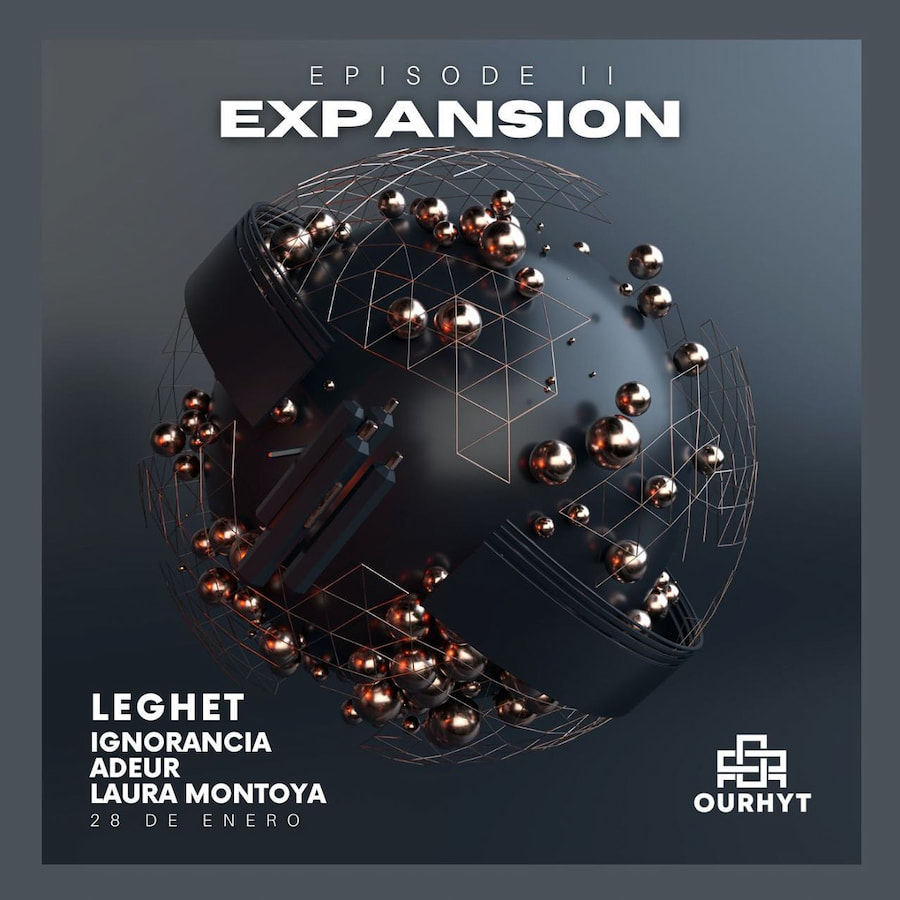 EPISODE II
EXPANSION
LEGHET
IGNORANCIA
ADEUR
LAURA MONTOYA
28 DE ENERO
OURHYT